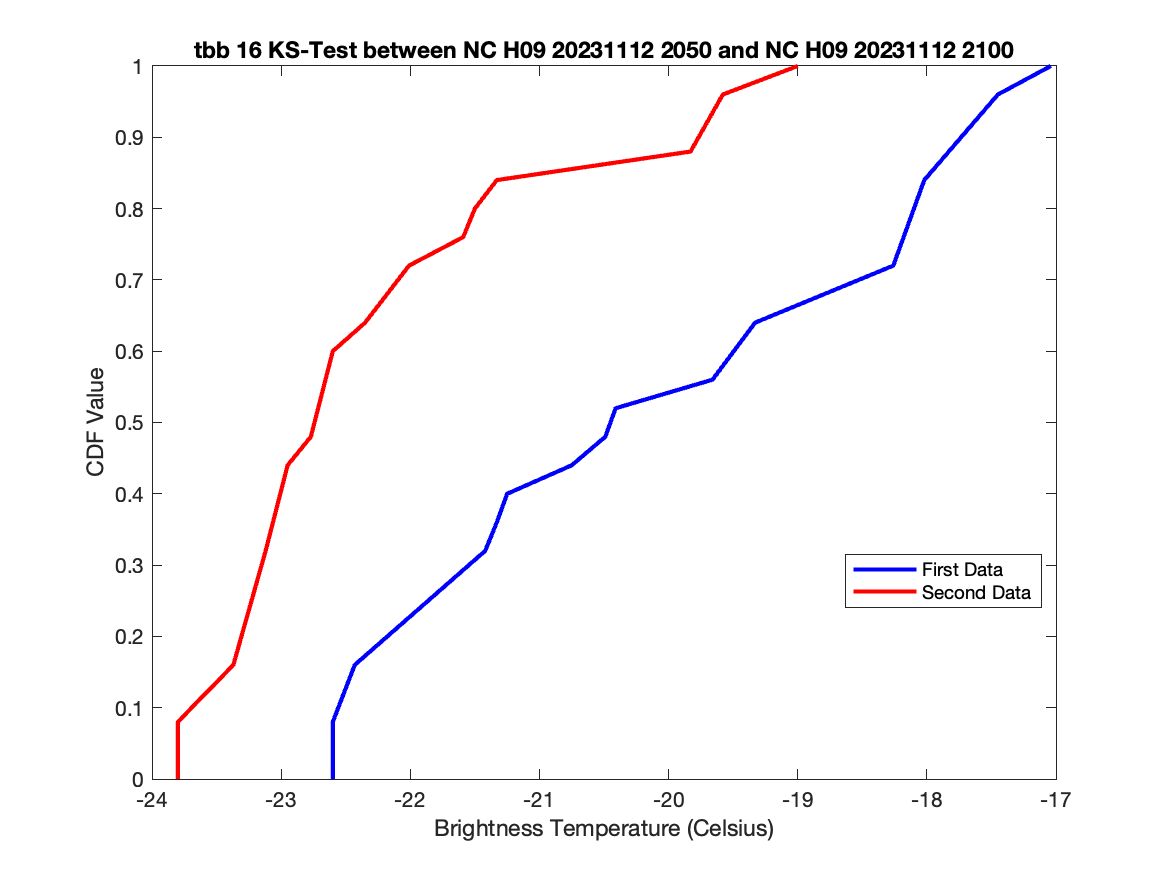 tbb 16 KS-Test between NC H09 20231112 2050 and NC H09 20231112 2100
1
0.9
0.8
0.7
0.6
0.5
0.4
0.3
0.2
0.1
0
CDF Value
First Data
Second Data
-24 -23 -22 -21 -20 -19 -18 -17
Brightness Temperature (Celsius)